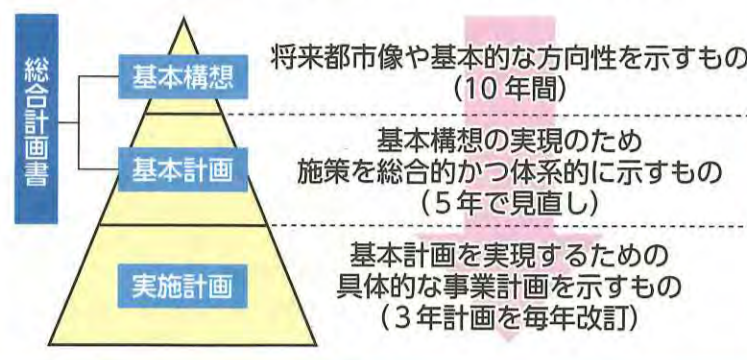 総合計画書
基本構想
将来都市像や基本的な方向性を示すもの
(10年間)
基本計画
基本構想の実現のため
施策を総合的かつ体系的に示すもの
(5年で見直し)
実施計画
基本計画を実現するための
具体的な事業計画を示すもの
(3年計画を毎年改訂)